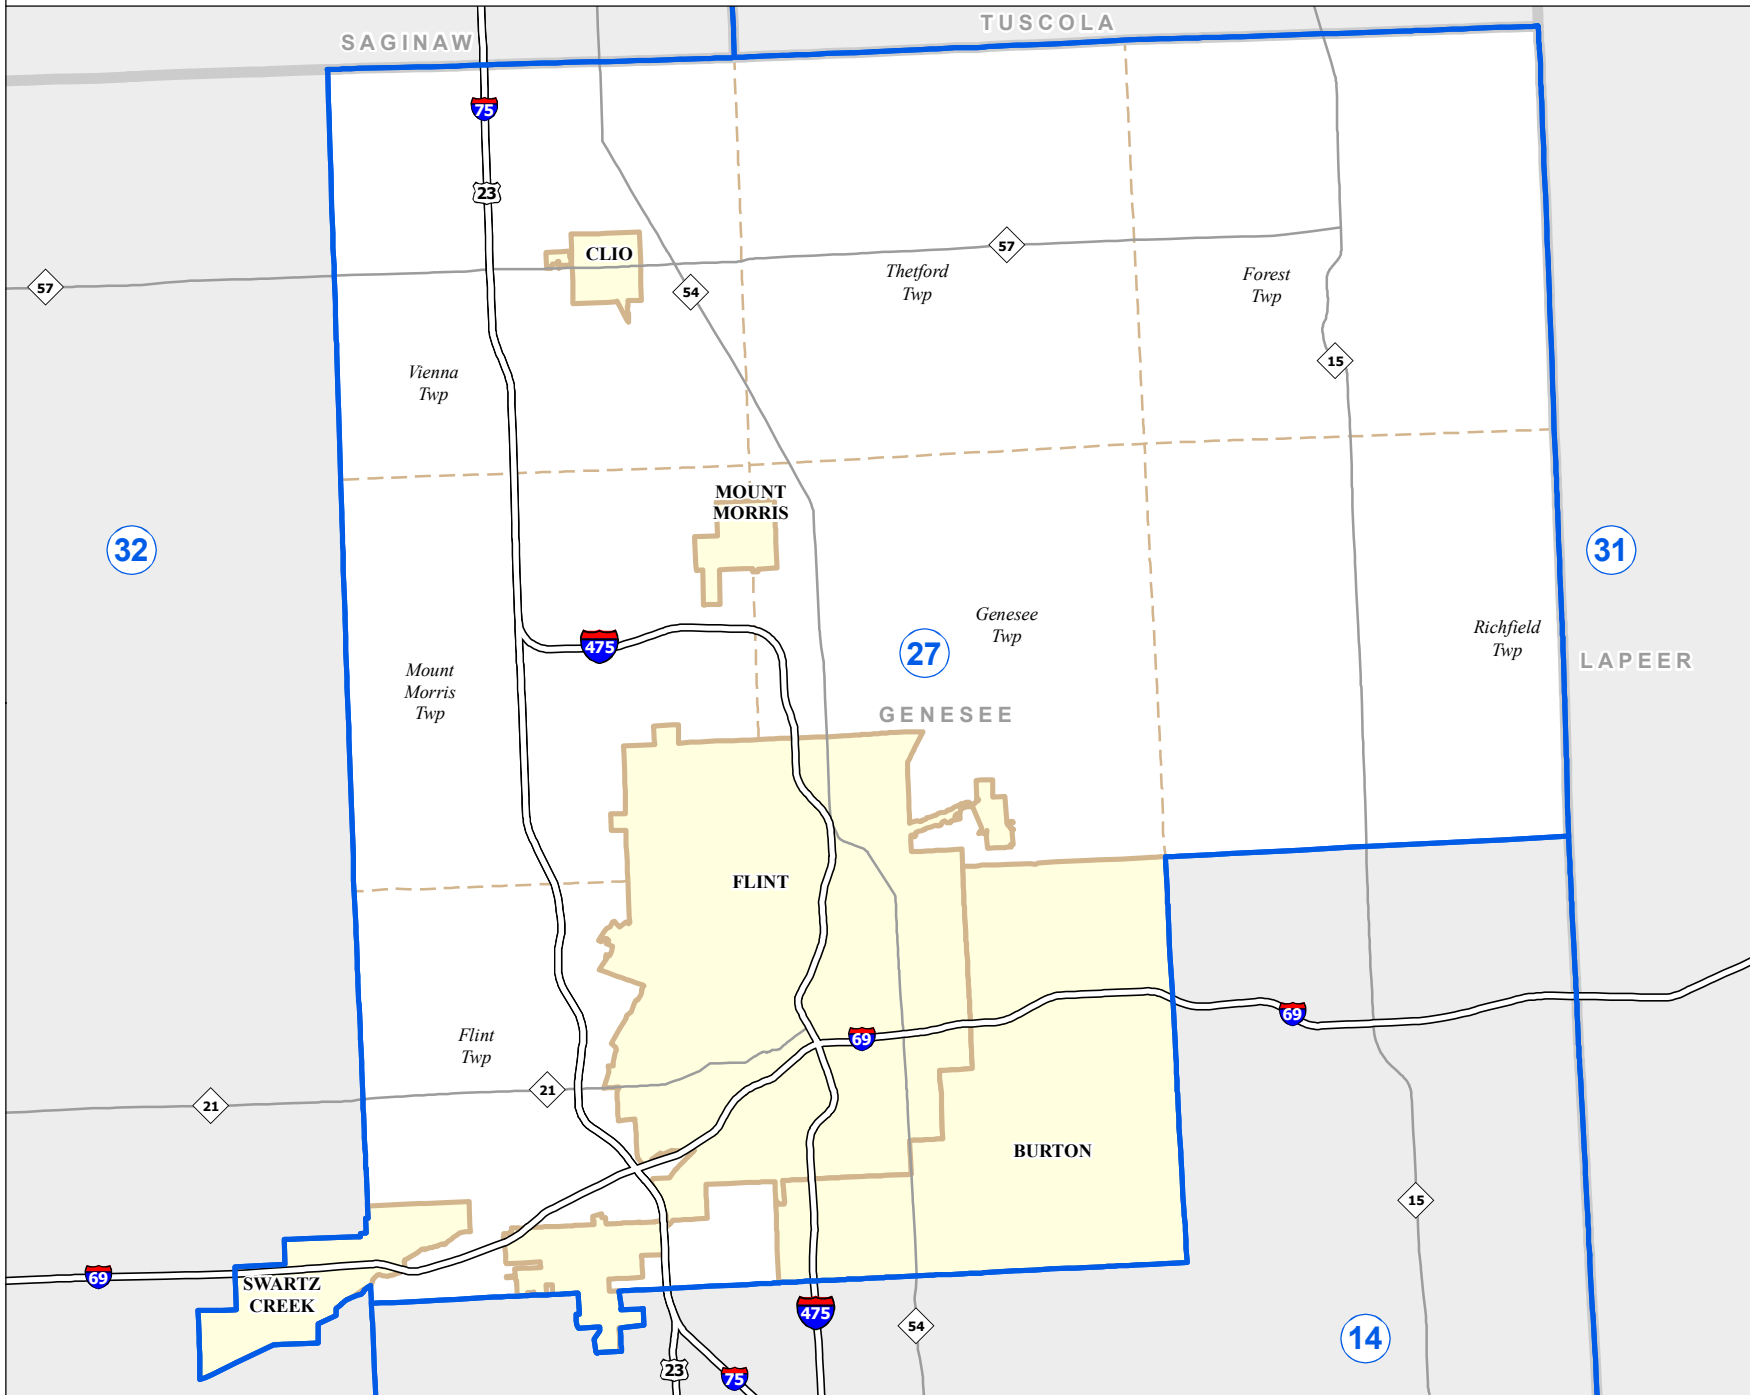 TUSCOLA
SAGINAW
75
23
CLIO
57
57
54
Thetford
Twp
Forest
Twp
15
Vienna
Twp
MOUNT
MORRIS
32
31
475
27
Genesee
Twp
Richfield
Twp
LAPEER
Mount
Morris
Twp
GENESEE
FLINT
69
69
Flint
Twp
21
21
BURTON
15
69
SWARTZ
CREEK
475
54
14
23
75